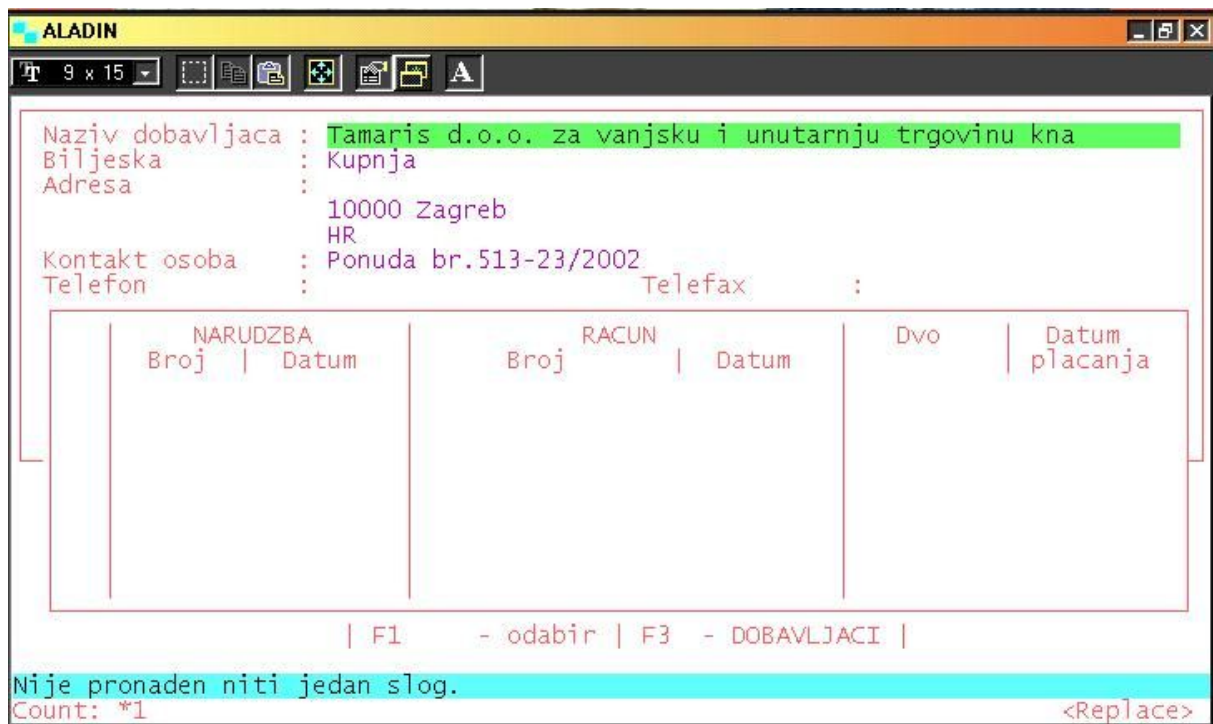 ALADIN
9 x 15
A
Naziv dobavljaca : Tamaris d.o.o. za vanjsku i unutarnju trgovinu kna
Biljeska : Kupnja
Adresa :
10000 Zagreb
HR
Kontakt osoba : Ponuda br.513-23/2002
Telefon : Telefax :
NARUDZBA | RACUN | Dvo | Datum
Broj | Datum | Broj | Datum | placanja
| F1 - odabir | F3 - DOBAVLJACI |
Nije pronaden niti jedan slog.
Count: *1 <Replace>